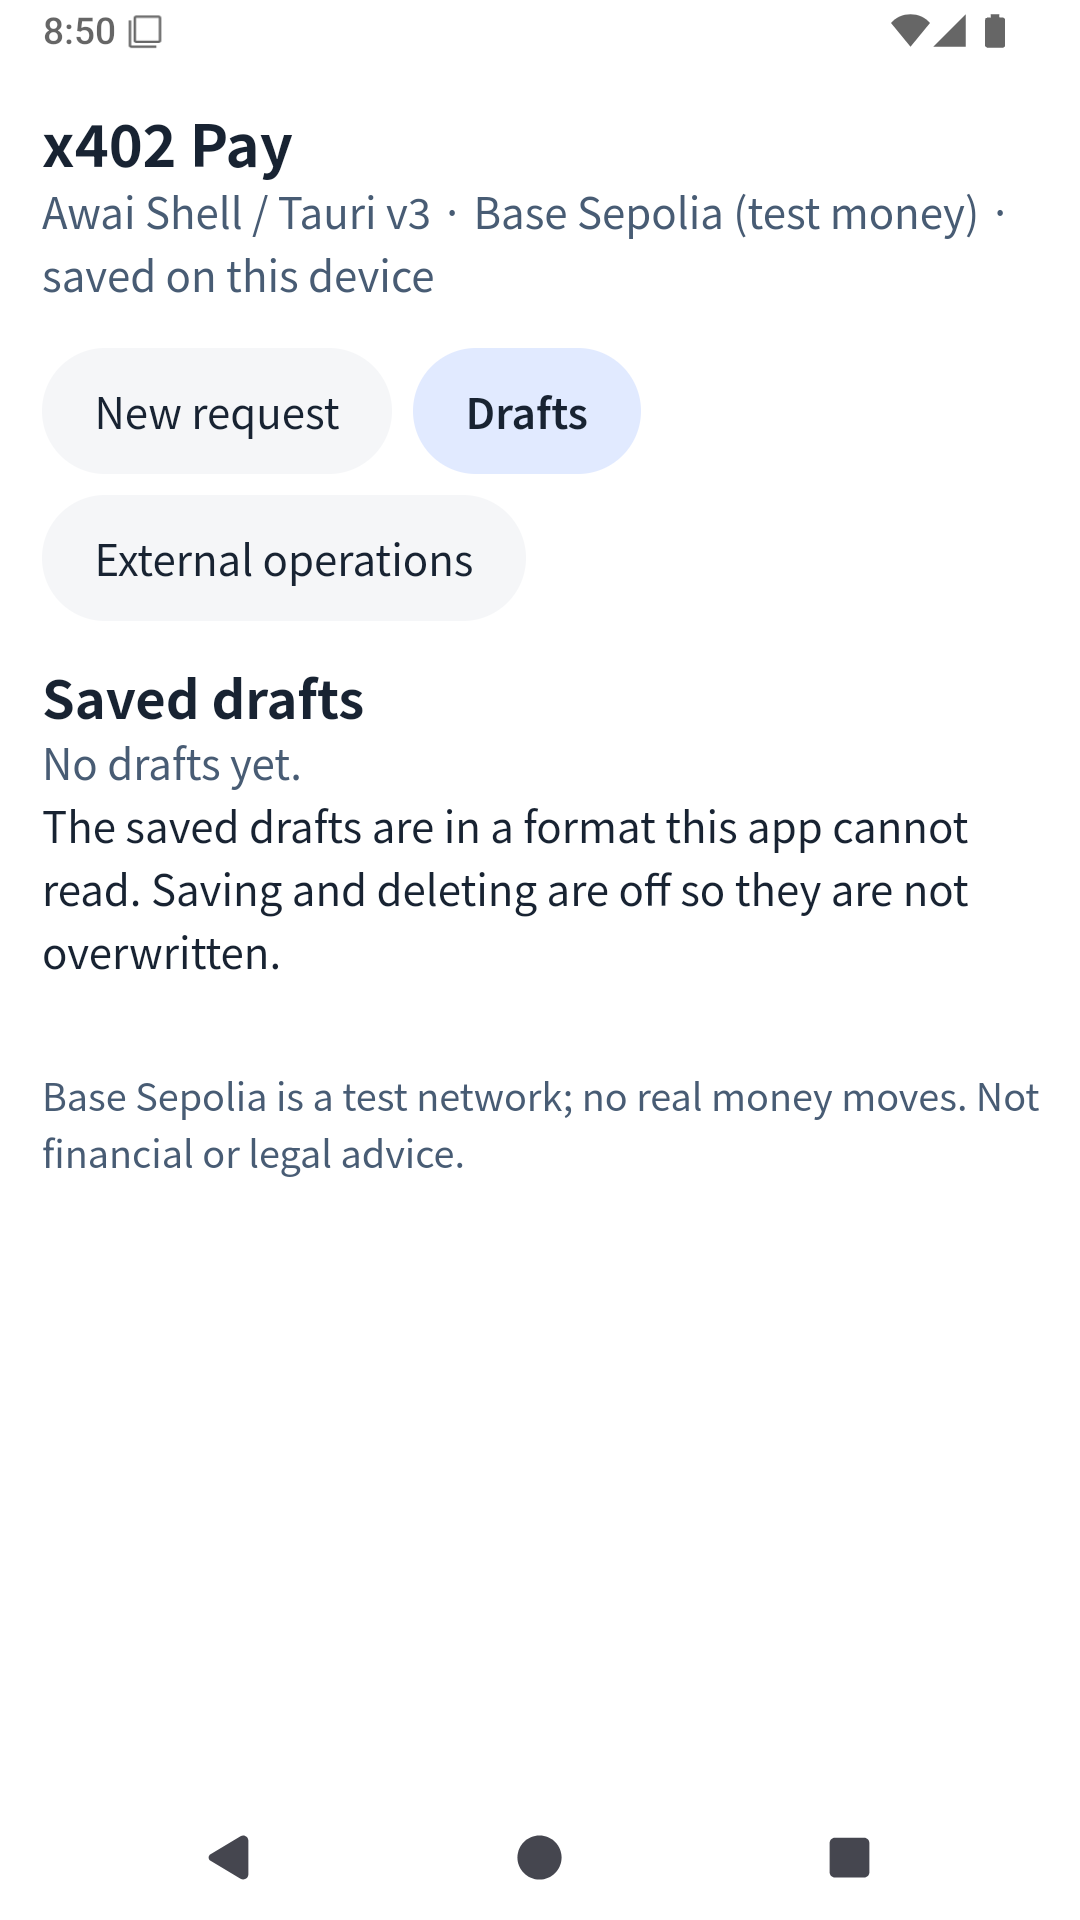 8:50
x402 Pay
Awai Shell / Tauri v3 · Base Sepolia (test money) ·
saved on this device
New request
Drafts
External operations
Saved drafts
No drafts yet.
The saved drafts are in a format this app cannot
read. Saving and deleting are off so they are not
overwritten.
Base Sepolia is a test network; no real money moves. Not
financial or legal advice.